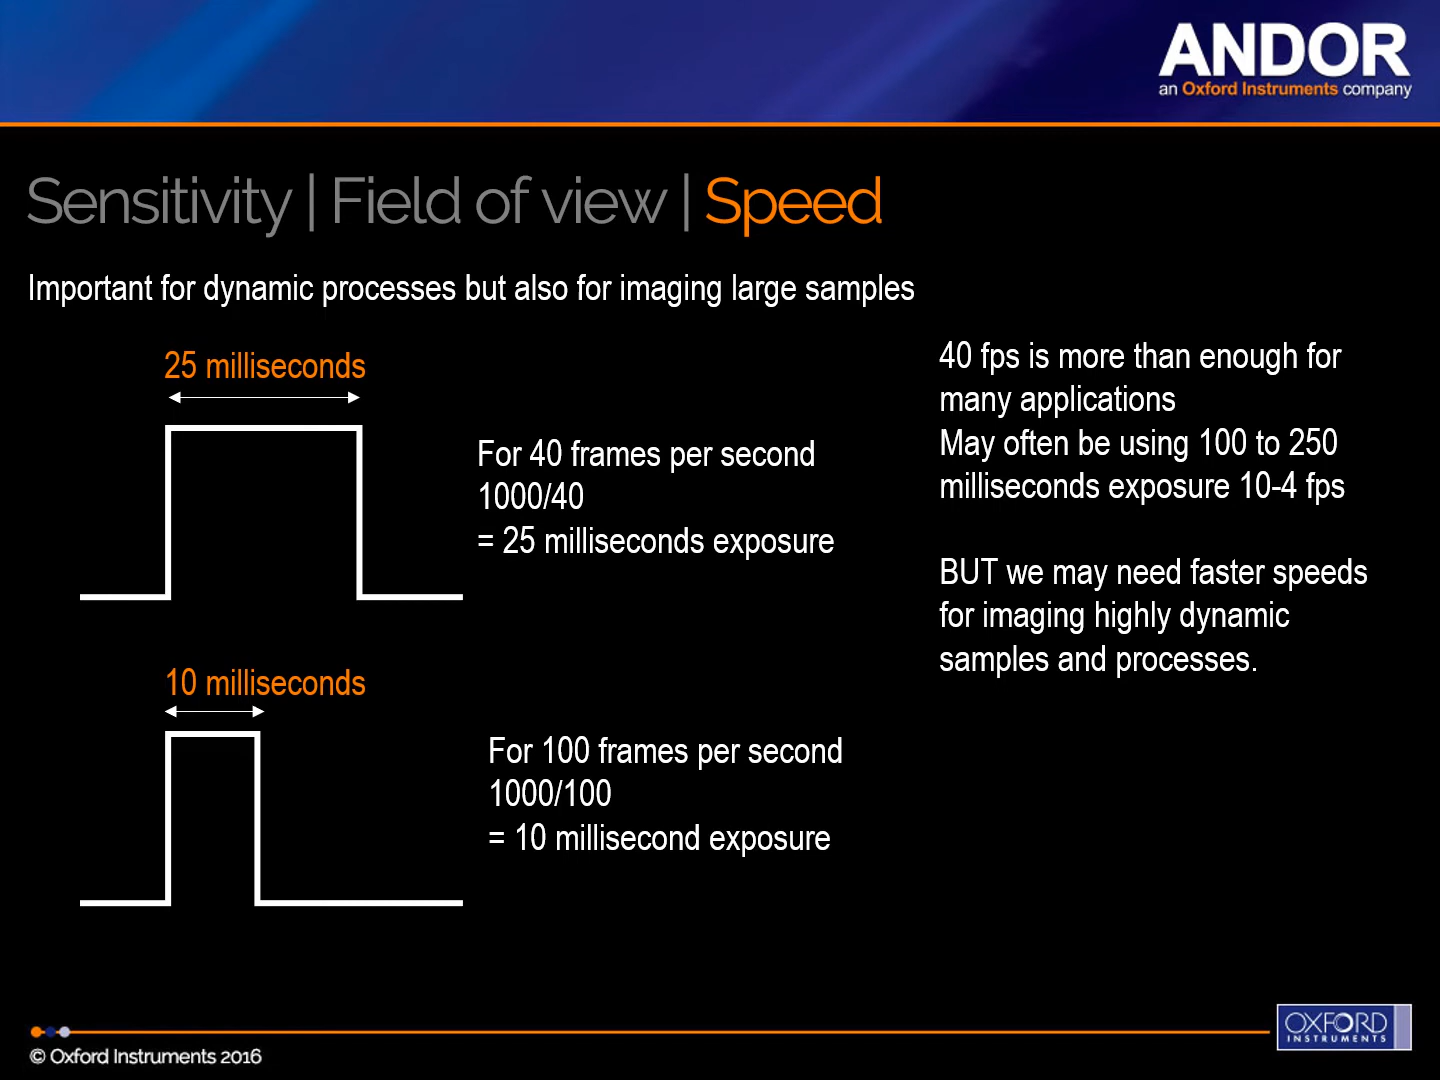 ANDOR
an Oxford Instruments company
Sensitivity | Field of view | Speed
Important for dynamic processes but also for imaging large samples
25 milliseconds
For 40 frames per second
1000/40
= 25 milliseconds exposure
10 milliseconds
For 100 frames per second
1000/100
= 10 millisecond exposure
40 fps is more than enough for
many applications
May often be using 100 to 250
milliseconds exposure 10-4 fps
BUT we may need faster speeds
for imaging highly dynamic
samples and processes.
© Oxford Instruments 2016
OXFORD
INSTRUMENTS